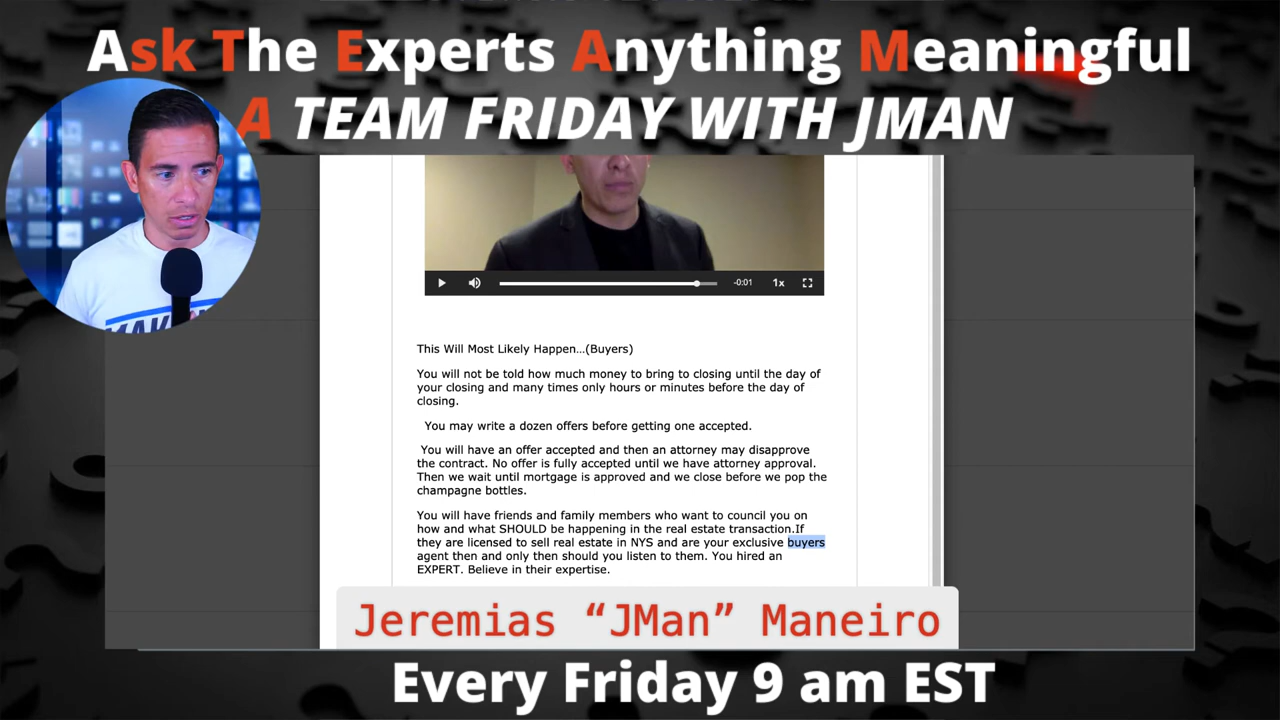 Ask The Experts Anything Meaningful
A TEAM FRIDAY WITH JMAN
-0:01
1x
This Will Most Likely Happen...(Buyers)
You will not be told how much money to bring to closing until the day of
your closing and many times only hours or minutes before the day of
closing.
You may write a dozen offers before getting one accepted.
You will have an offer accepted and then an attorney may disapprove
the contract. No offer is fully accepted until we have attorney approval.
Then we wait until mortgage is approved and we close before we pop the
champagne bottles.
You will have friends and family members who want to council you on
how and what SHOULD be happening in the real estate transaction.If
they are licensed to sell real estate in NYS and are your exclusive buyers
agent then and only then should you listen to them. You hired an
EXPERT. Believe in their expertise.
Jeremias “JMan” Maneiro
Every Friday 9 am EST